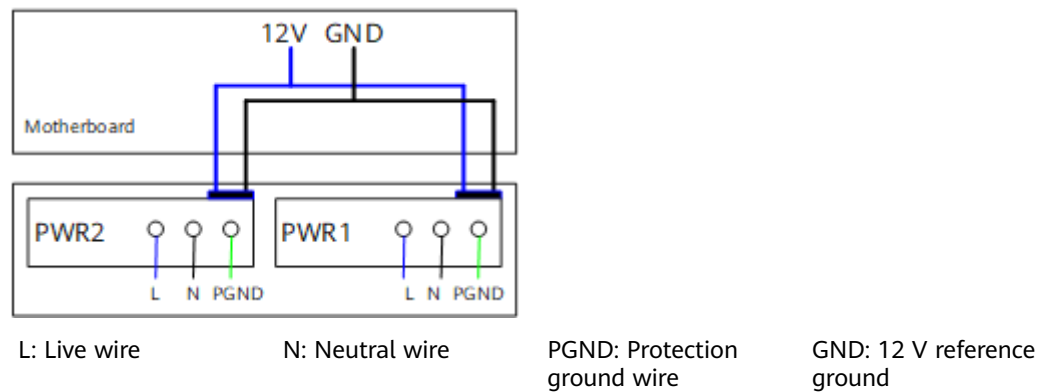 12V GND
Motherboard
PWR2 PWR1
L N PGND L N PGND
L: Live wire N: Neutral wire PGND: Protection ground wire GND: 12 V reference ground